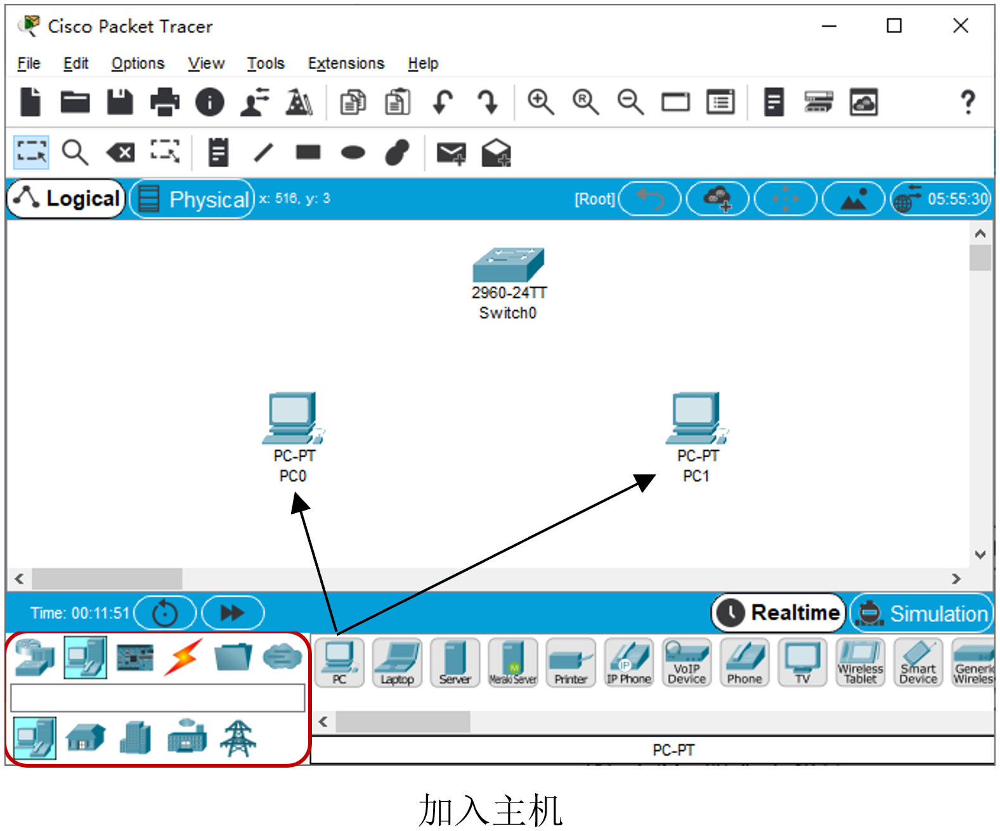 Cisco Packet Tracer
File Edit Options View Tools Extensions Help
Logical Physical x: 516, y: 3 [Root] 05:55:30
2960-24TT
Switch0
PC-PT PC-PT
PC0 PC1
Time: 00:11:51 Realtime Simulation
PC Laptop Server Meraki Server Printer IP Phone VoIP Device Phone TV Wireless Tablet Smart Device Generic Wireles
PC-PT
加入主机